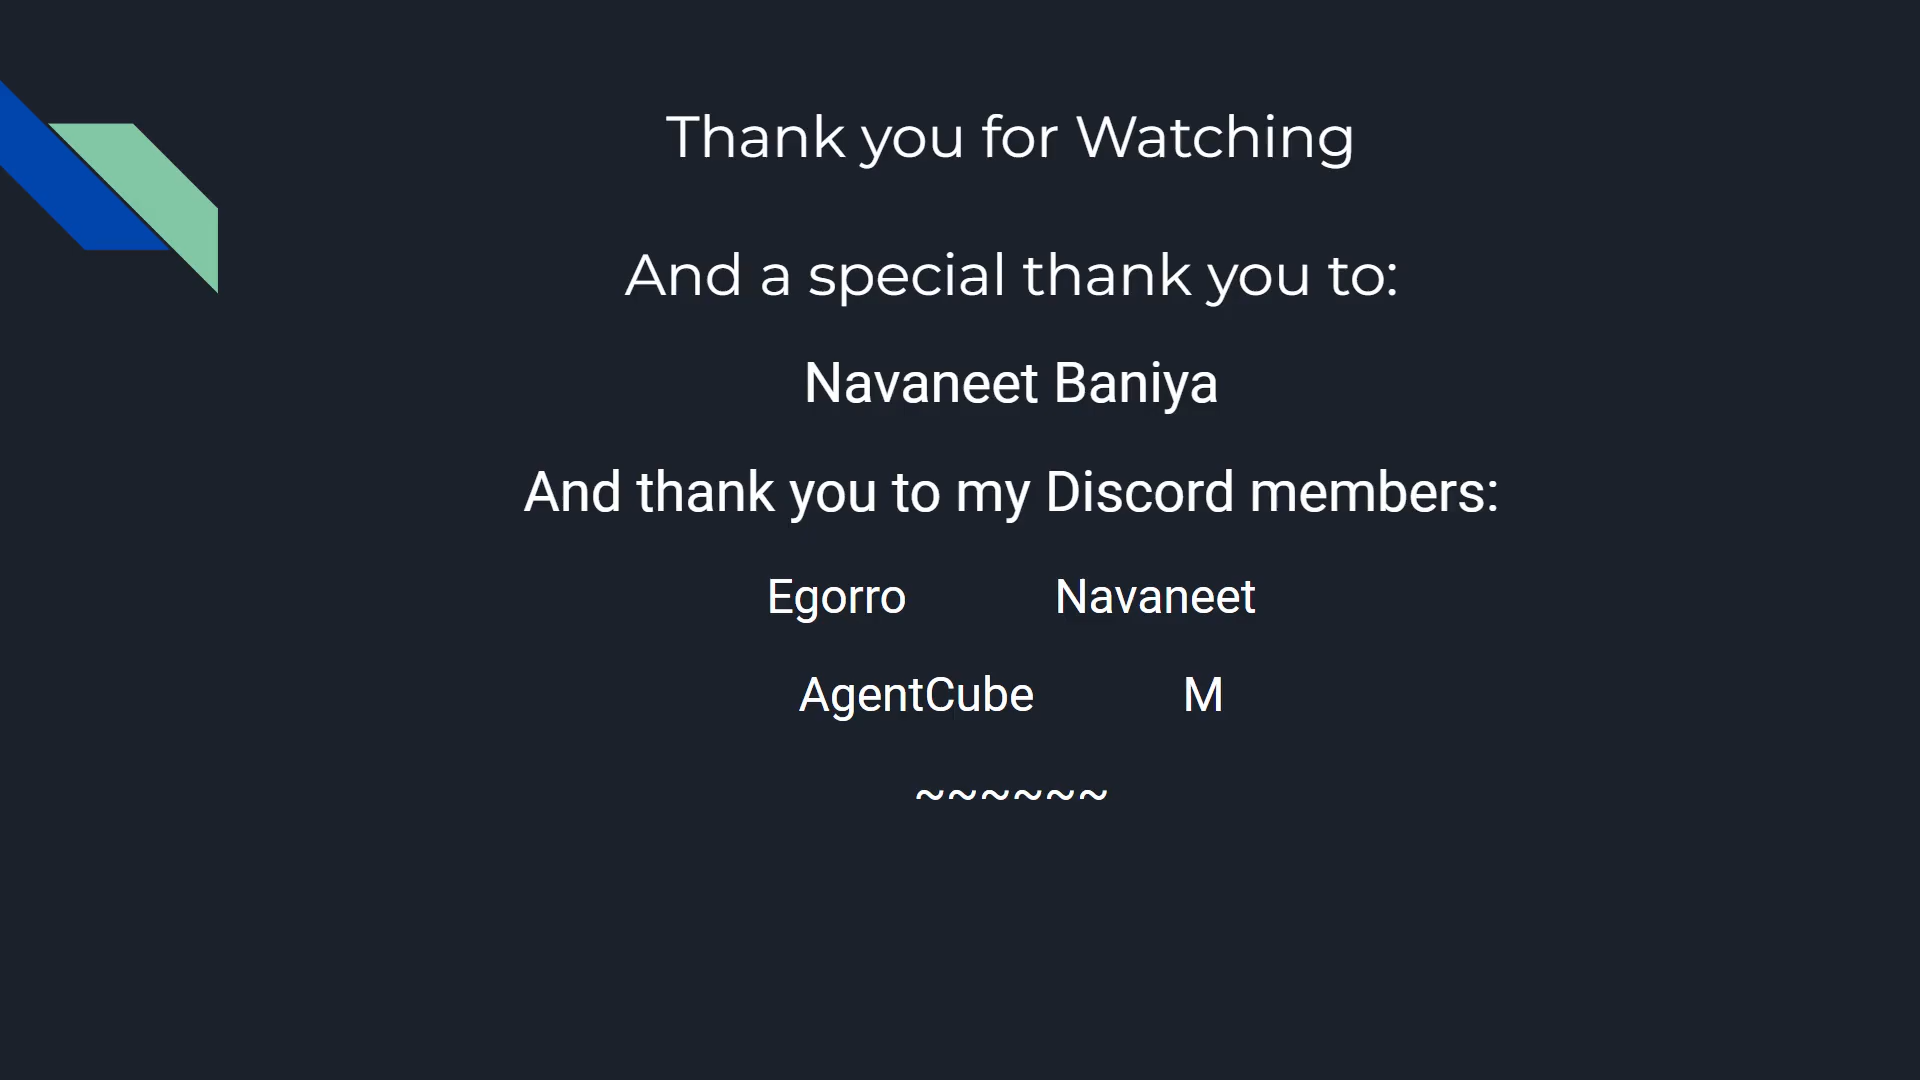 Thank you for Watching
And a special thank you to:
Navaneet Baniya
And thank you to my Discord members:
Egorro Navaneet
AgentCube M
~~~~~~